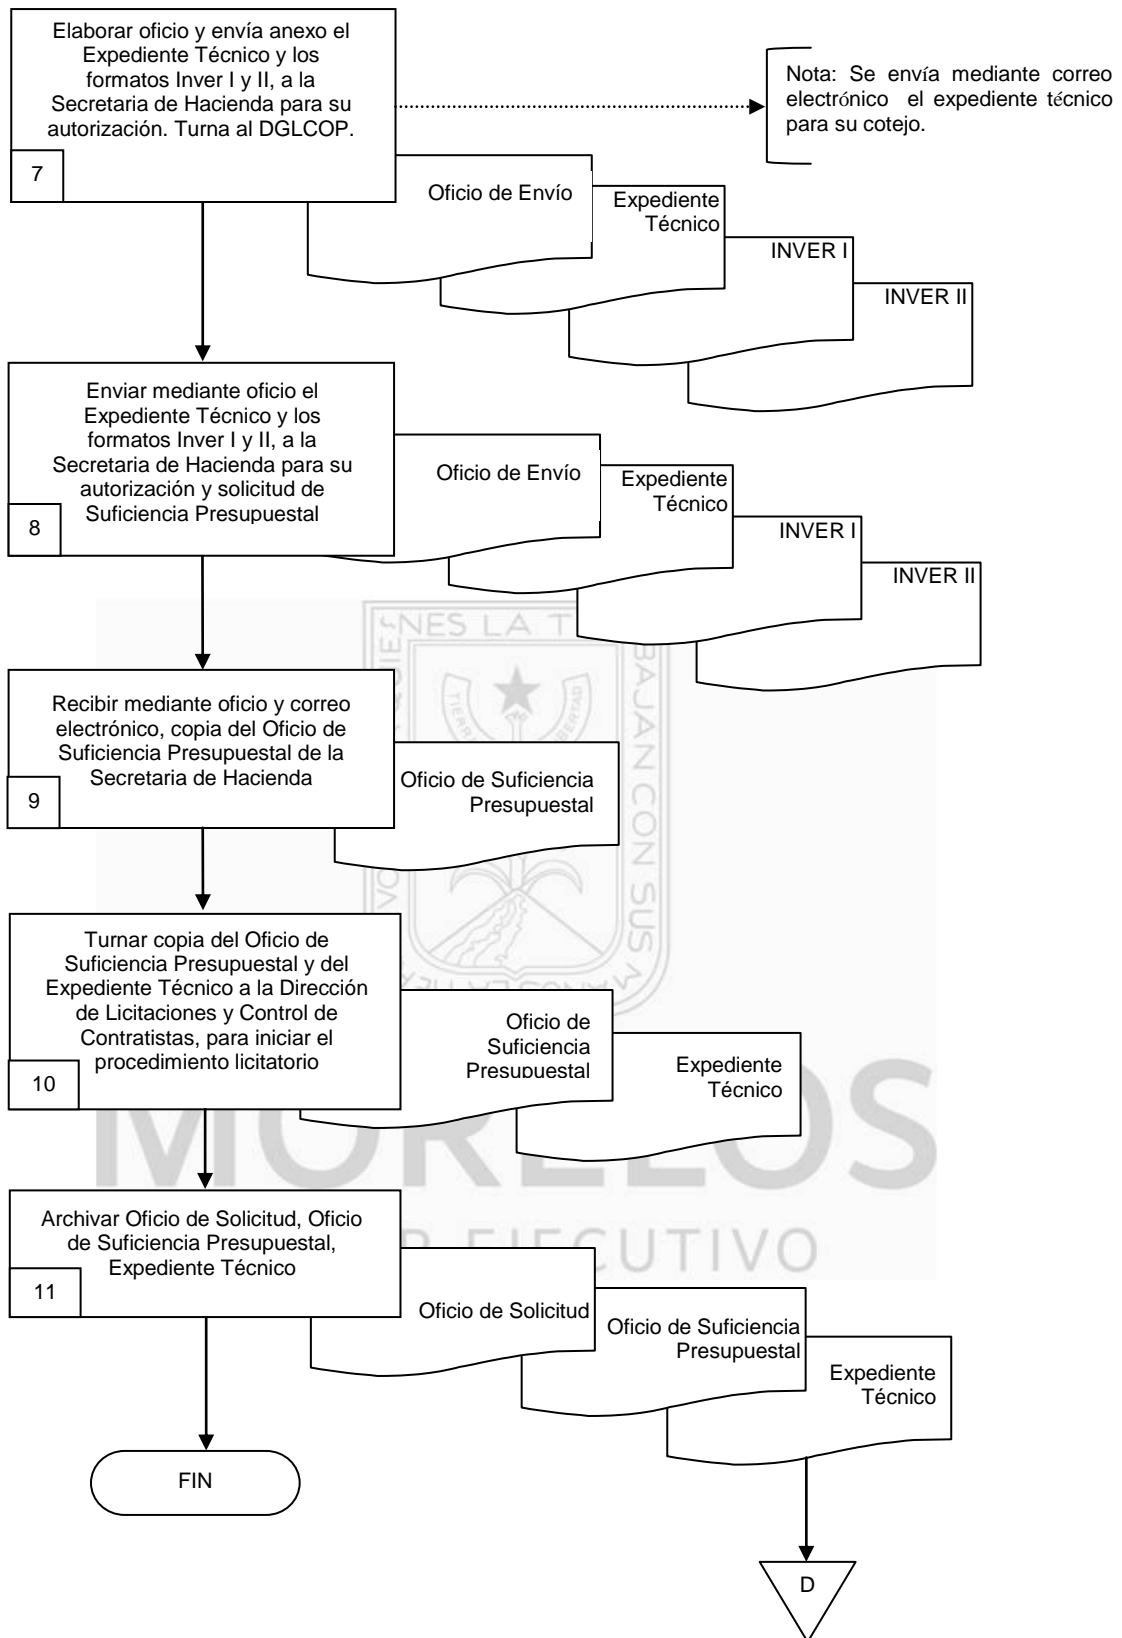 Elaborar oficio y envía anexo el
Expediente Técnico y los
formatos Inver I y II, a la
Secretaria de Hacienda para su
autorización. Turna al DGLCOP.
7
Nota: Se envía mediante correo
electrónico el expediente técnico
para su cotejo.
Oficio de Envío
Expediente
Técnico
INVER I
INVER II
Enviar mediante oficio el
Expediente Técnico y los
formatos Inver I y II, a la
Secretaria de Hacienda para su
autorización y solicitud de
Suficiencia Presupuestal
8
Oficio de Envío
Expediente
Técnico
INVER I
INVER II
Recibir mediante oficio y correo
electrónico, copia del Oficio de
Suficiencia Presupuestal de la
Secretaria de Hacienda
9
Oficio de Suficiencia
Presupuestal
Turnar copia del Oficio de
Suficiencia Presupuestal y del
Expediente Técnico a la Dirección
de Licitaciones y Control de
Contratistas, para iniciar el
procedimiento licitatorio
10
Oficio de
Suficiencia
Presupuestal
Expediente
Técnico
Archivar Oficio de Solicitud, Oficio
de Suficiencia Presupuestal,
Expediente Técnico
11
Oficio de Solicitud
Oficio de Suficiencia
Presupuestal
Expediente
Técnico
FIN
D
MORELOS